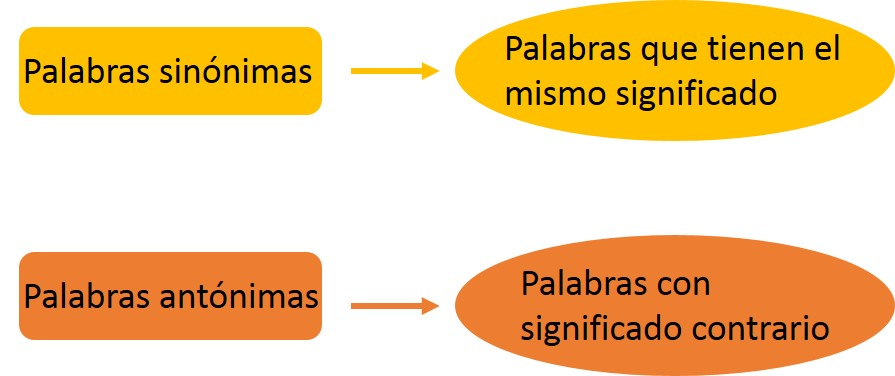 Palabras sinónimas
Palabras que tienen el
mismo significado
Palabras antónimas
Palabras con
significado contrario